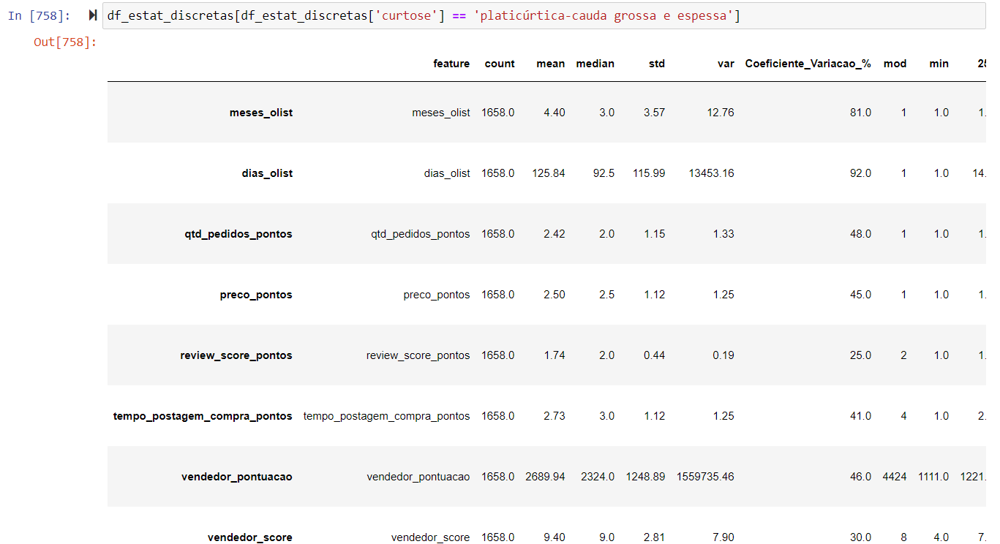 In [758]: df_estat_discretas[df_estat_discretas['curtose'] == 'platicúrtica-cauda grossa e espessa']
Out[758]:
feature count mean median std var Coeficiente_Variacao_% mod min 25
meses_olist meses_olist 1658.0 4.40 3.0 3.57 12.76 81.0 1 1.0 1.
dias_olist dias_olist 1658.0 125.84 92.5 115.99 13453.16 92.0 1 1.0 14.
qtd_pedidos_pontos qtd_pedidos_pontos 1658.0 2.42 2.0 1.15 1.33 48.0 1 1.0 1.
preco_pontos preco_pontos 1658.0 2.50 2.5 1.12 1.25 45.0 1 1.0 1.
review_score_pontos review_score_pontos 1658.0 1.74 2.0 0.44 0.19 25.0 2 1.0 1.
tempo_postagem_compra_pontos tempo_postagem_compra_pontos 1658.0 2.73 3.0 1.12 1.25 41.0 4 1.0 2.
vendedor_pontuacao vendedor_pontuacao 1658.0 2689.94 2324.0 1248.89 1559735.46 46.0 4424 1111.0 1221.
vendedor_score vendedor_score 1658.0 9.40 9.0 2.81 7.90 30.0 8 4.0 7.